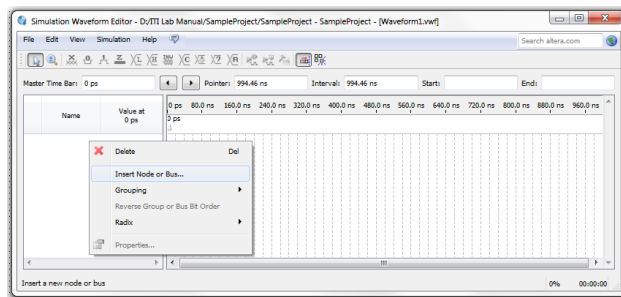 Simulation Waveform Editor - D:/ITI Lab Manual/SampleProject/SampleProject - SampleProject - [Waveform1.vwf]
File Edit View Simulation Help Search altera.com
Master Time Bar: 0 ps Pointer: 994.46 ns Interval: 994.46 ns Start: End:
Name Value at
0 ps
0 ps 80.0 ns 160.0 ns 240.0 ns 320.0 ns 400.0 ns 480.0 ns 560.0 ns 640.0 ns 720.0 ns 800.0 ns 880.0 ns 960.0 ns
0 ps
Delete Del
Insert Node or Bus...
Grouping
Reverse Group or Bus Bit Order
Radix
Properties...
Insert a new node or bus 0% 00:00:00